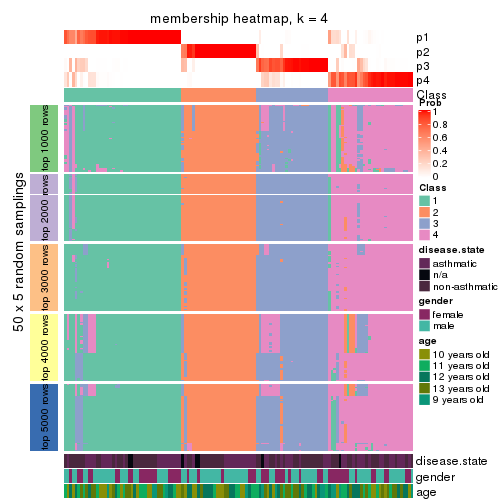 membership heatmap, k = 4
p1
p2
p3
p4
Class
50 x 5 random samplings
top 1000 rows
top 2000 rows
top 3000 rows
top 4000 rows
top 5000 rows
disease.state
gender
age
Prob
1
0.8
0.6
0.4
0.2
0
Class
1
2
3
4
disease.state
asthmatic
n/a
non-asthmatic
gender
female
male
age
10 years old
11 years old
12 years old
13 years old
9 years old